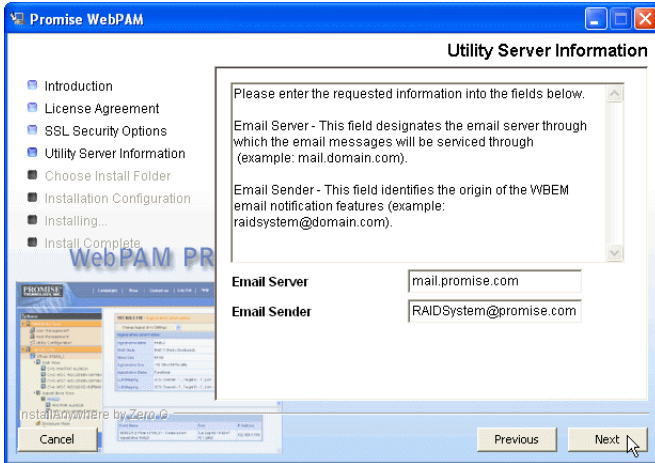 Promise WebPAM
Utility Server Information
Introduction
License Agreement
SSL Security Options
Utility Server Information
Choose Install Folder
Installation Configuration
Installing...
Install Complete
WebPAM PR
PROMISE
Please enter the requested information into the fields below.
Email Server - This field designates the email server through
which the email messages will be serviced through
(example: mail.domain.com).
Email Sender - This field identifies the origin of the WBEM
email notification features (example:
raidsystem@domain.com).
Email Server
mail.promise.com
Email Sender
RAIDSystem@promise.com
InstallAnywhere by Zero G
Cancel
Previous
Next